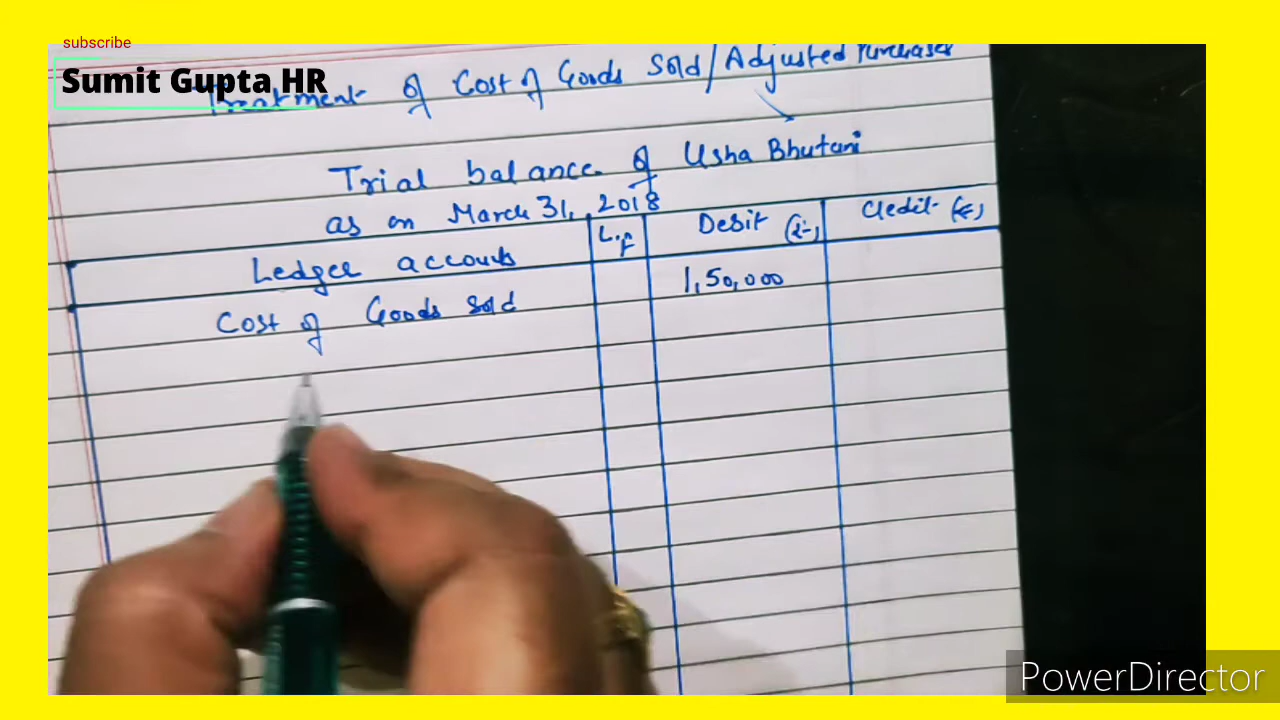 subscribe
Sumit Gupta HR
Treatment of Cost of Goods Sold/Adjusted Purchases
Trial balance of Usha Bhutani
as on March 31, 2018
Ledger accounts L.F Debit Credit
Cost of Goods Sold 1,50,000
PowerDirector